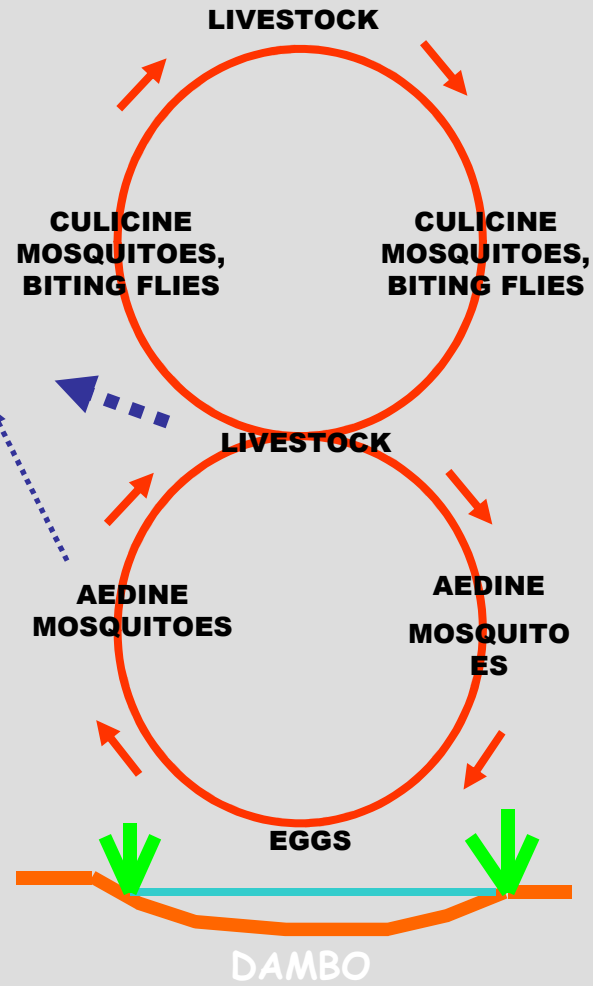 LIVESTOCK
CULICINE
MOSQUITOES,
BITING FLIES
CULICINE
MOSQUITOES,
BITING FLIES
LIVESTOCK
AEDINE
MOSQUITOES
AEDINE
MOSQUITO
ES
EGGS
DAMBO